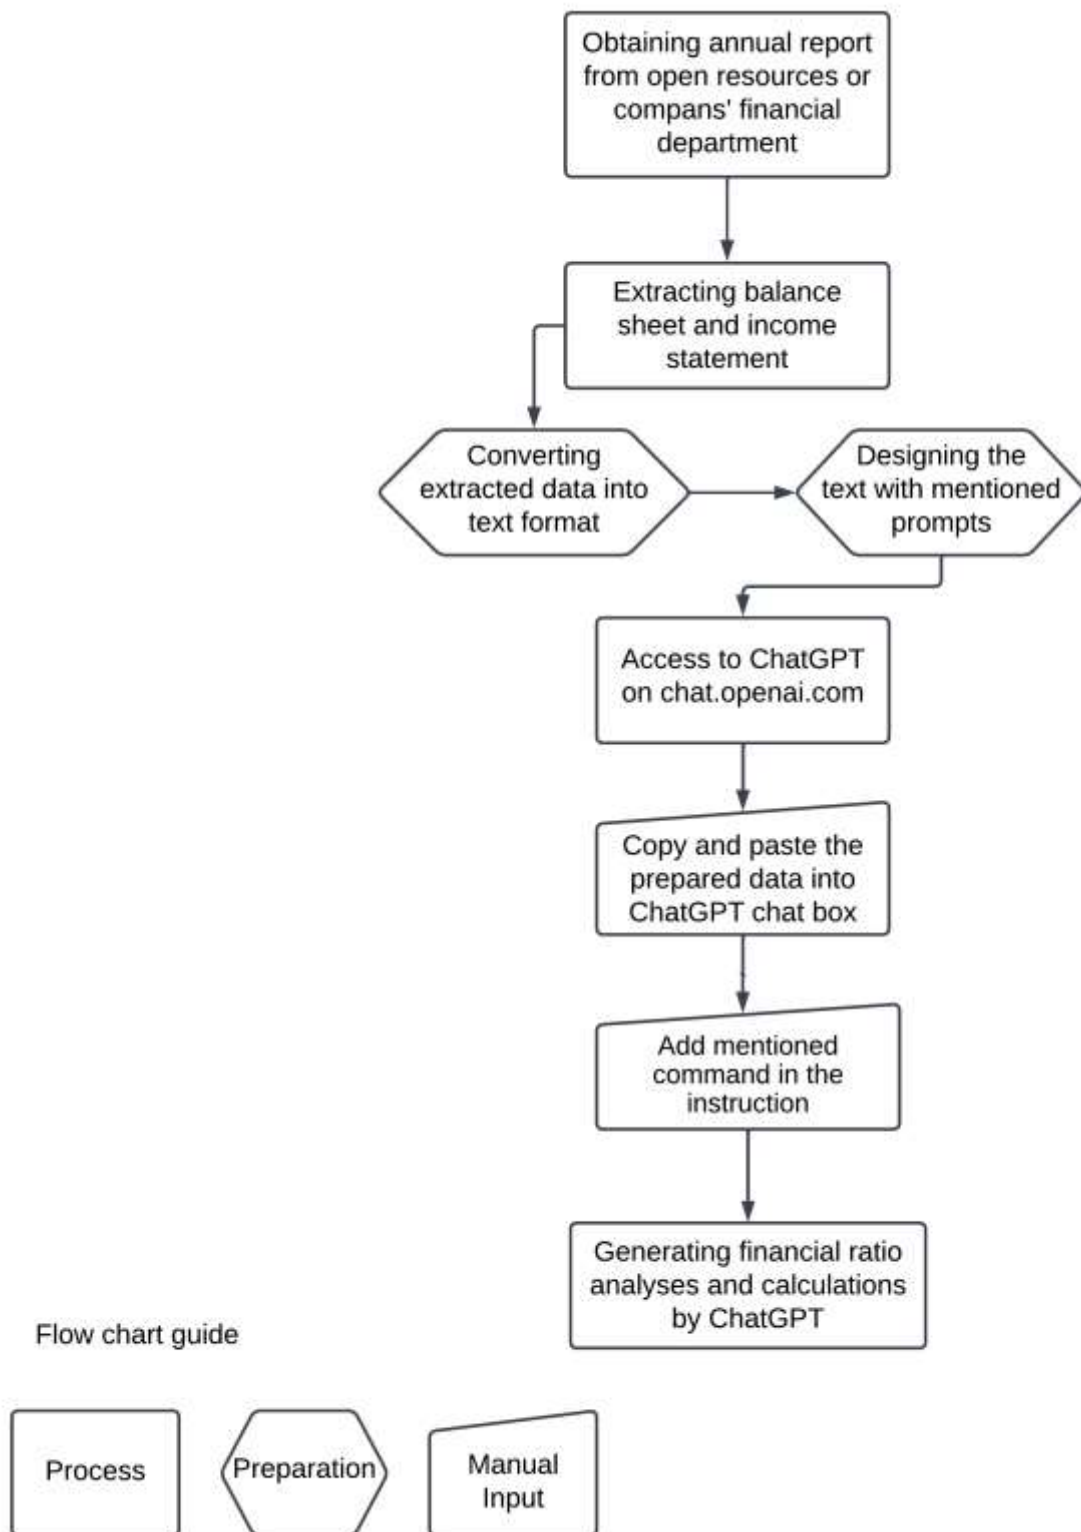 Obtaining annual report
from open resources or
compans' financial
department
Extracting balance
sheet and income
statement
Converting
extracted data into
text format
Designing the
text with mentioned
prompts
Access to ChatGPT
on chat.openai.com
Copy and paste the
prepared data into
ChatGPT chat box
Add mentioned
command in the
instruction
Generating financial ratio
analyses and calculations
by ChatGPT
Flow chart guide
Process
Preparation
Manual
Input